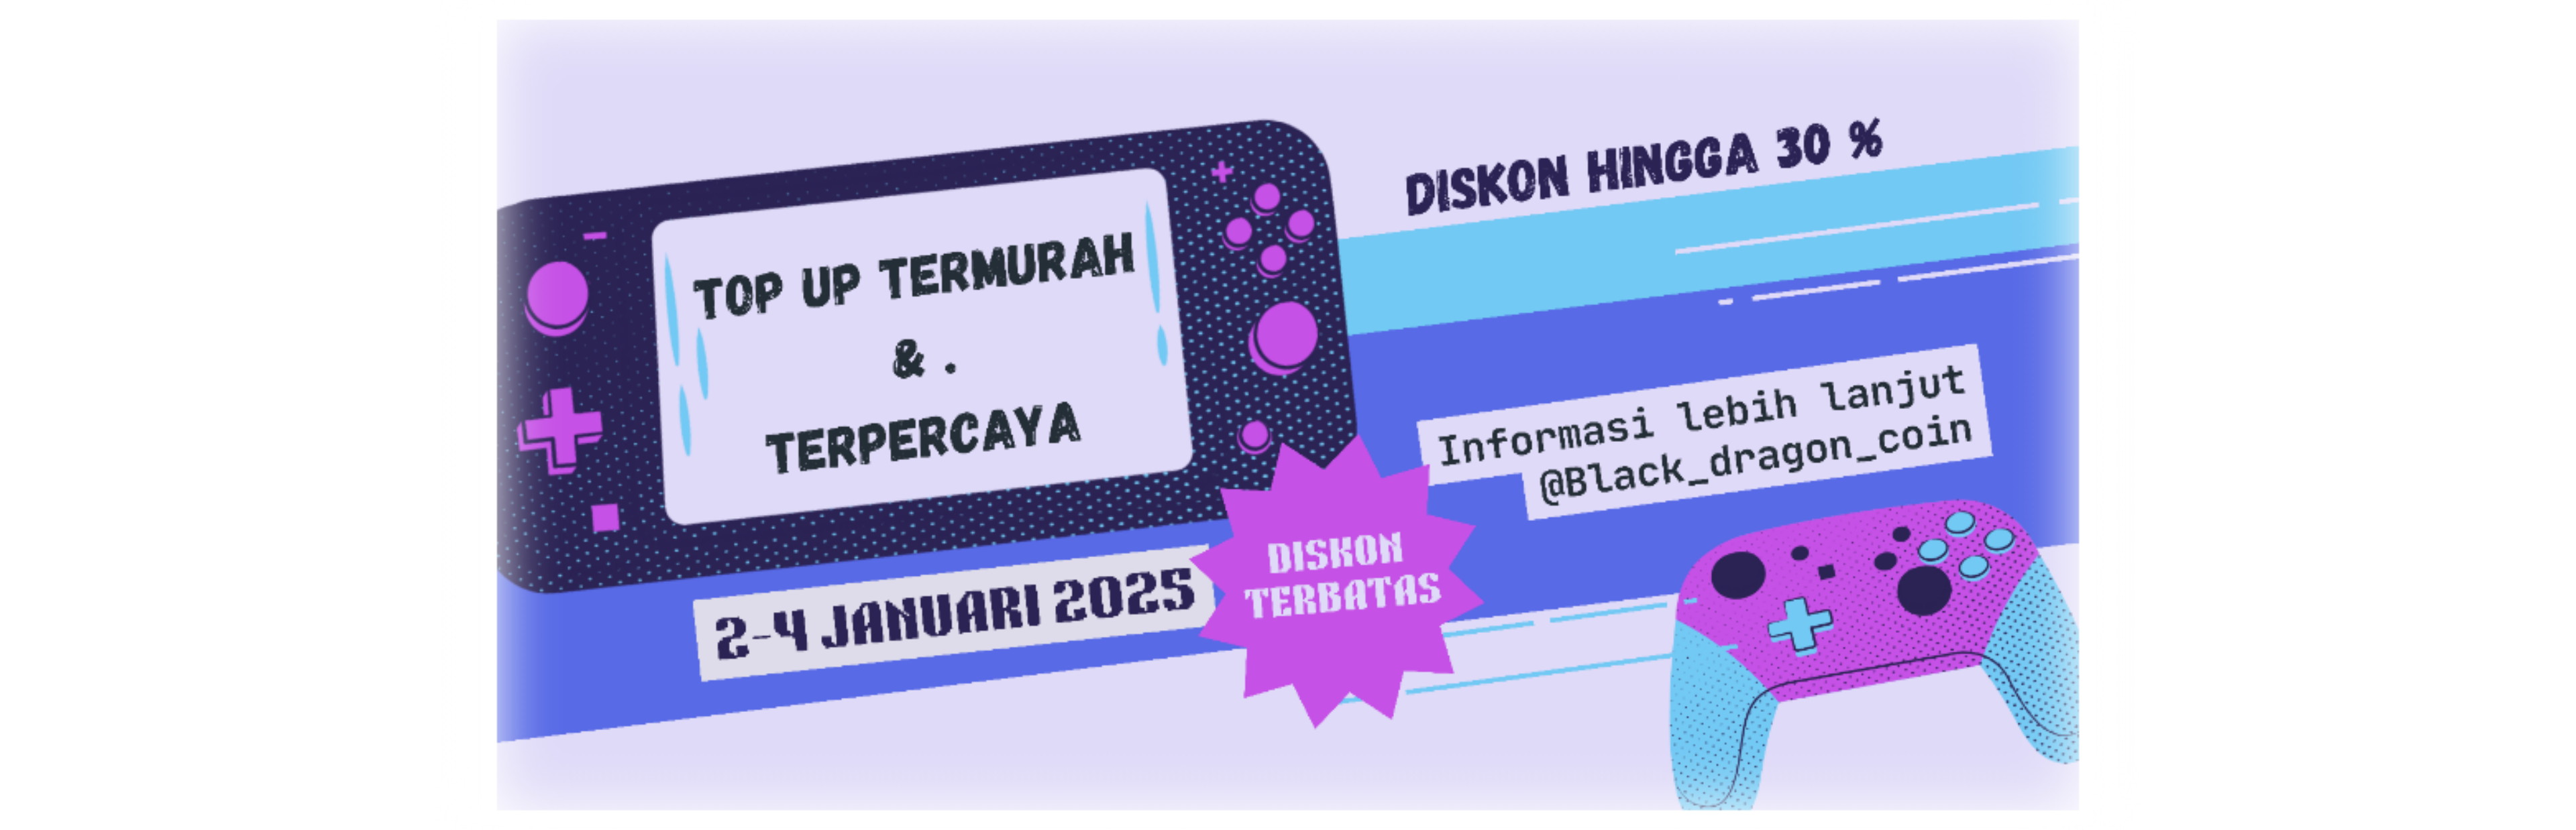 TOP UP TERMURAH
& .
TERPERCAYA
DISKON HINGGA 30 %
Informasi lebih lanjut
@Black_dragon_coin
DISKON
TERBATAS
2-4 JANUARI 2025